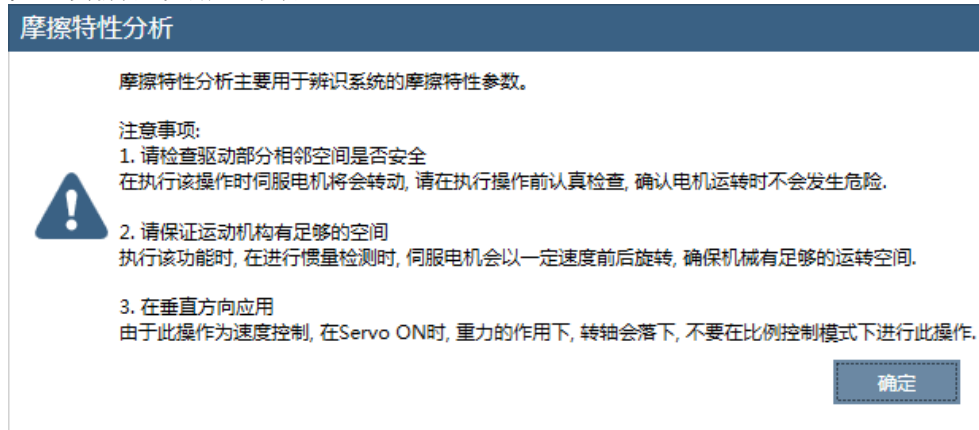 摩擦特性分析
摩擦特性分析主要用于辨识系统的摩擦特性参数。
注意事项:
1. 请检查驱动部分相邻空间是否安全
在执行该操作时伺服电机将会转动, 请在执行操作前认真检查, 确认电机运转时不会发生危险.
2. 请保证运动机构有足够的空间
执行该功能时, 在进行惯量检测时, 伺服电机会以一定速度前后旋转, 确保机械有足够的运转空间.
3. 在垂直方向应用
由于此操作为速度控制, 在Servo ON时, 重力的作用下, 转轴会落下, 不要在比例控制模式下进行此操作.
确定